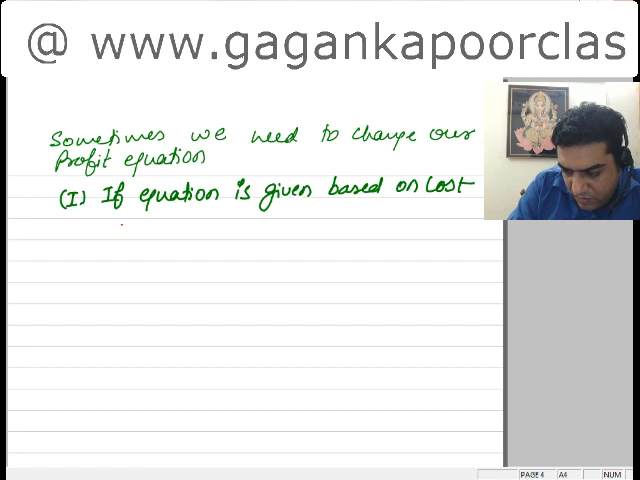 @ www.gagankapoorclas
Sometimes we need to change our
Profit equation
(I) If equation is given based on Cost
PAGE 4 A4 NUM